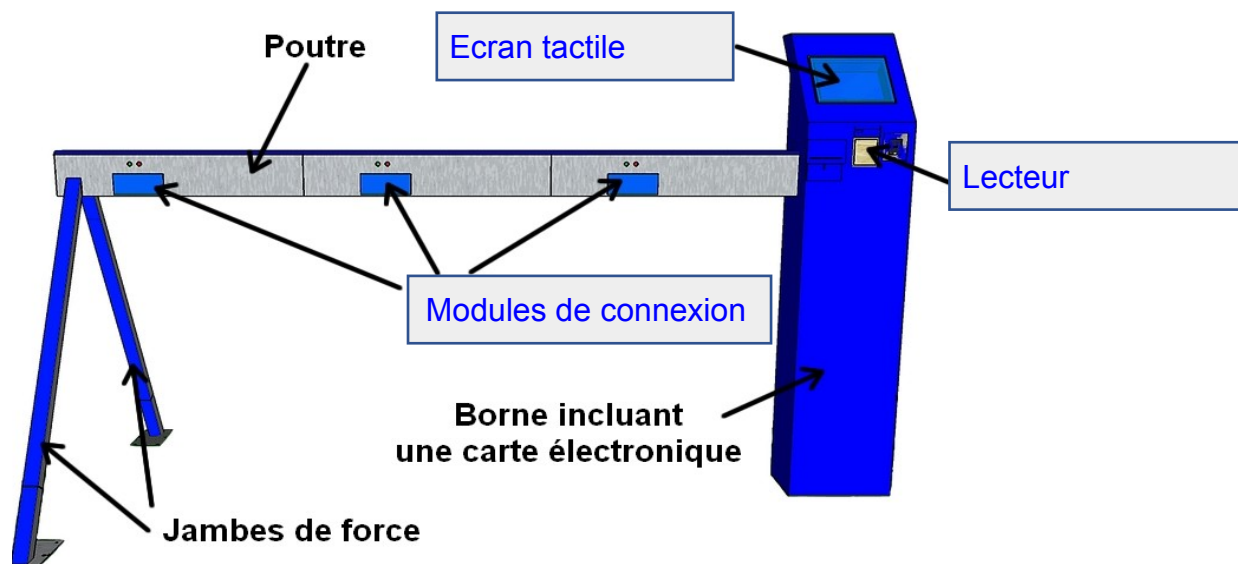 Poutre
Ecran tactile
Lecteur
Modules de connexion
Borne incluant
une carte électronique
Jambes de force